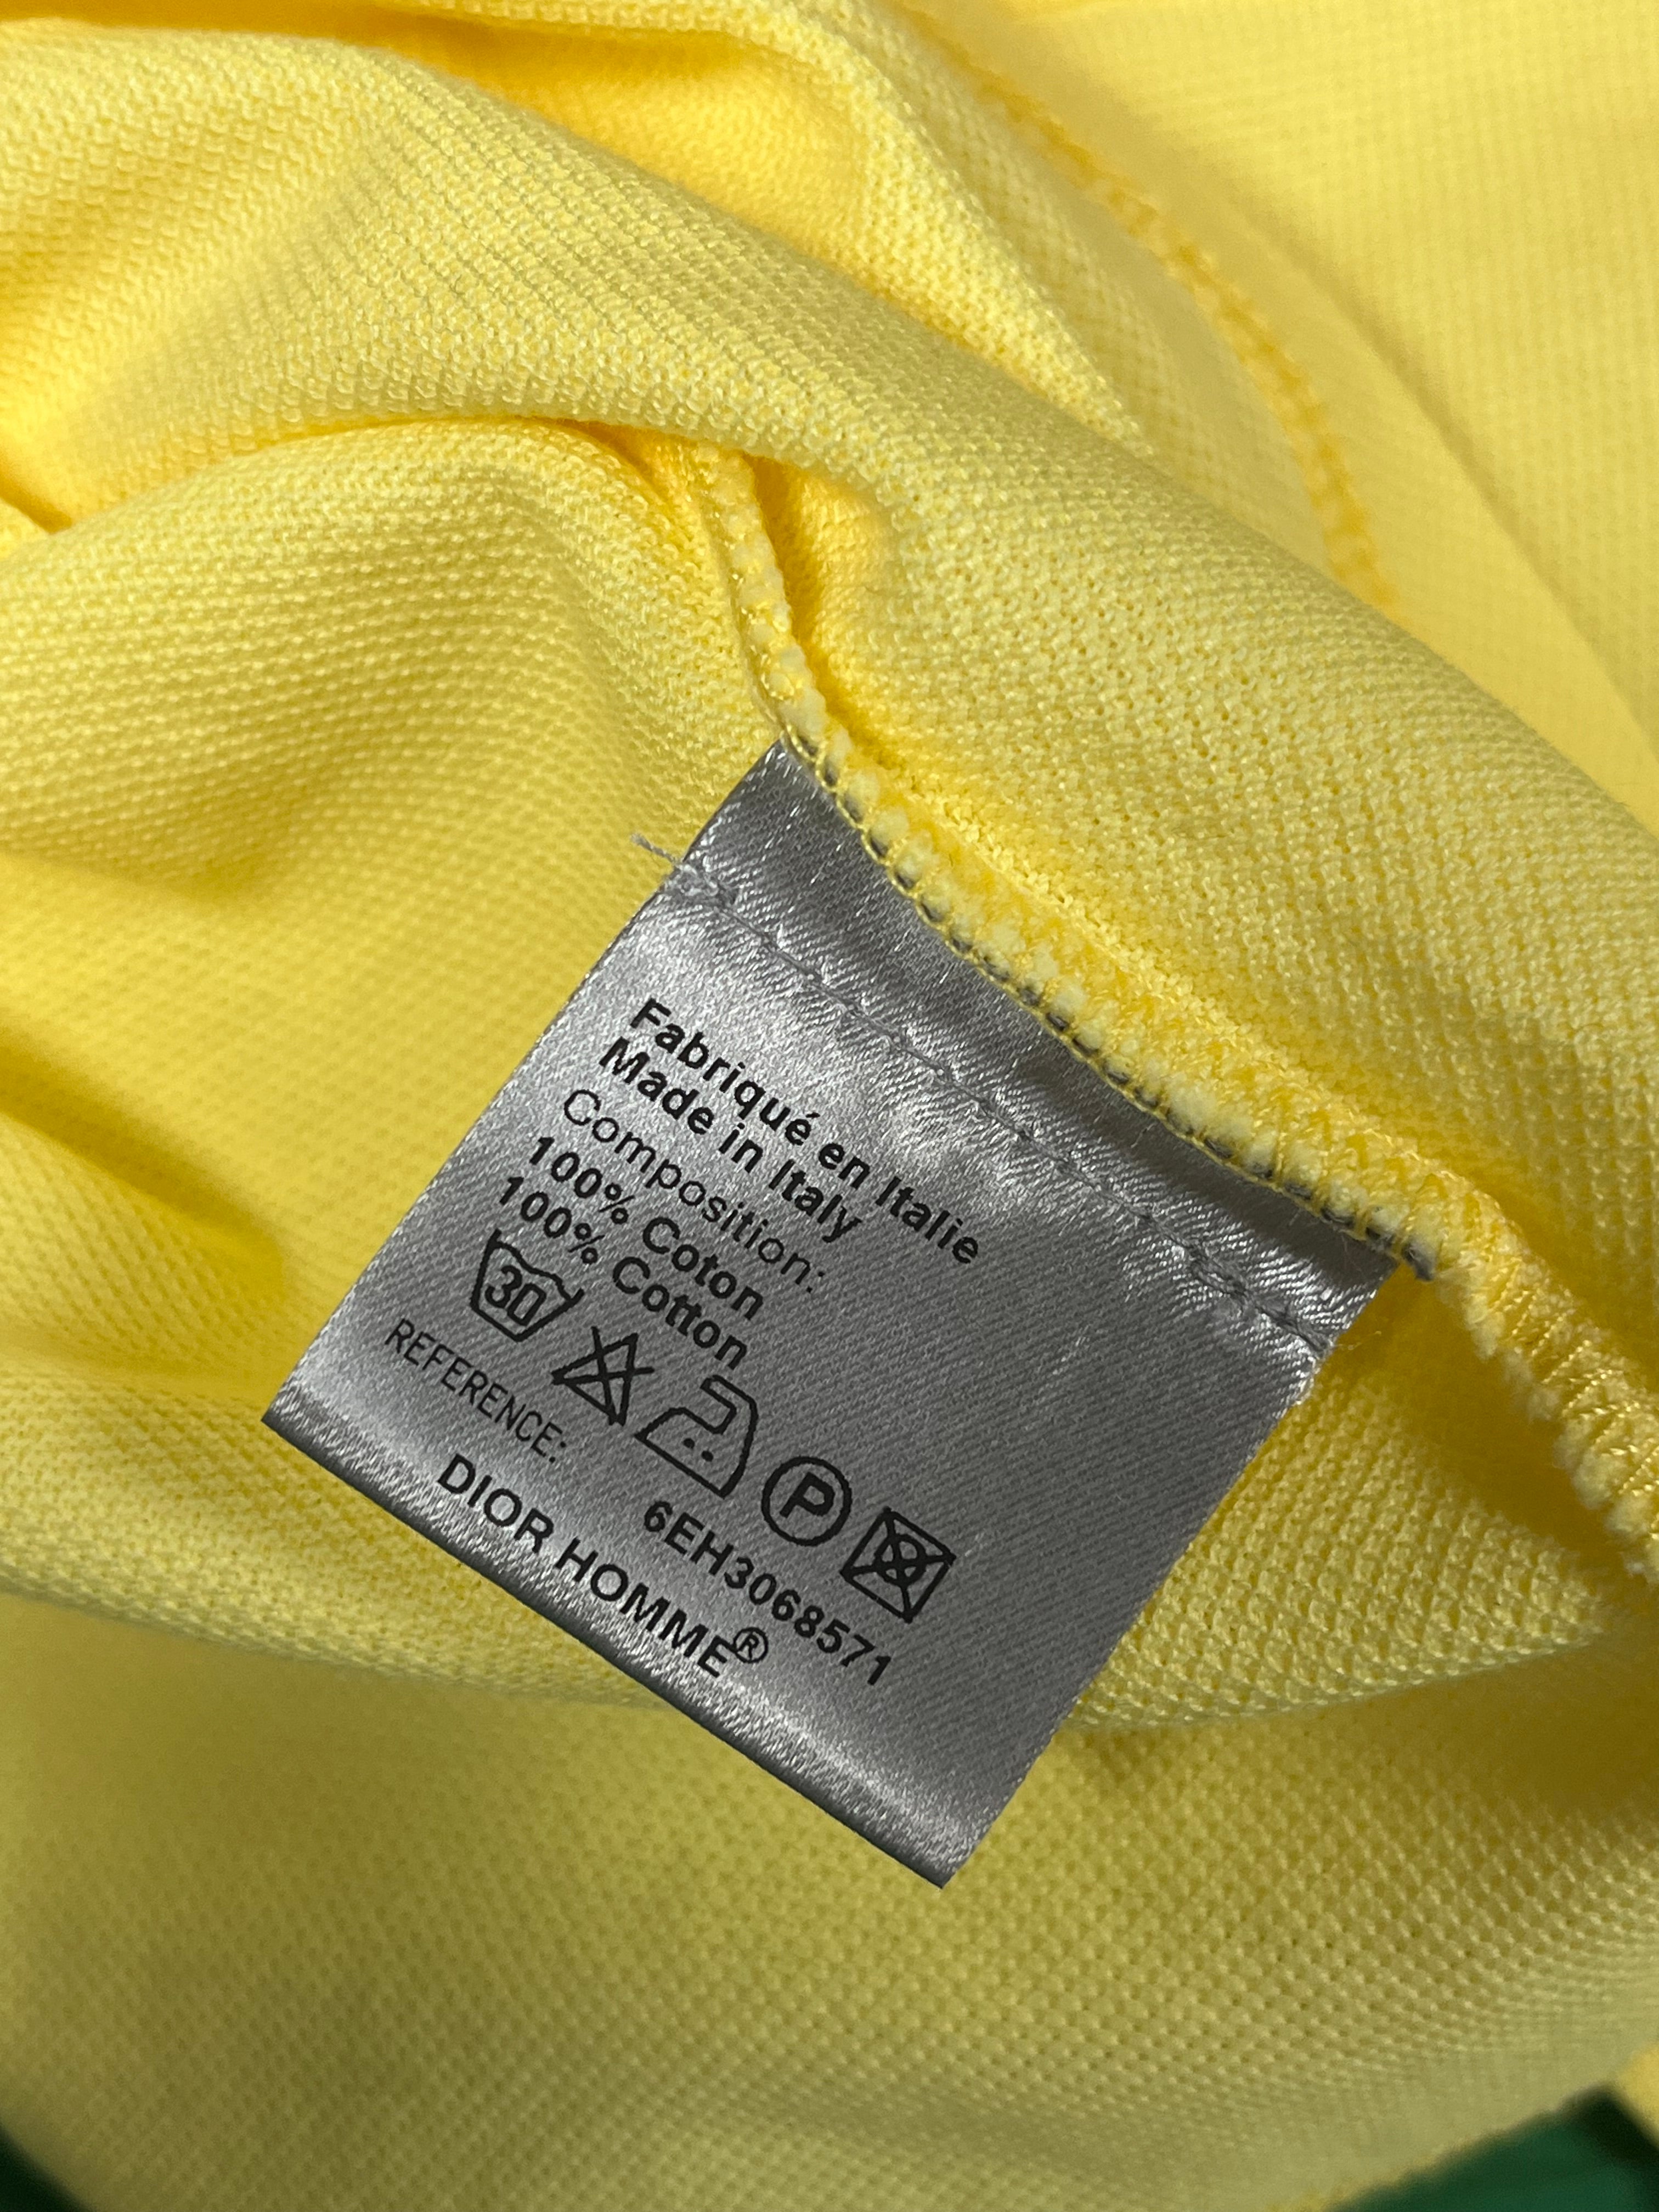 Fabriqué en Italie
Made in Italy
Composition:
100% Coton
100% Cotton
30
P
REFERENCE:
6EH3068571
DIOR HOMME®